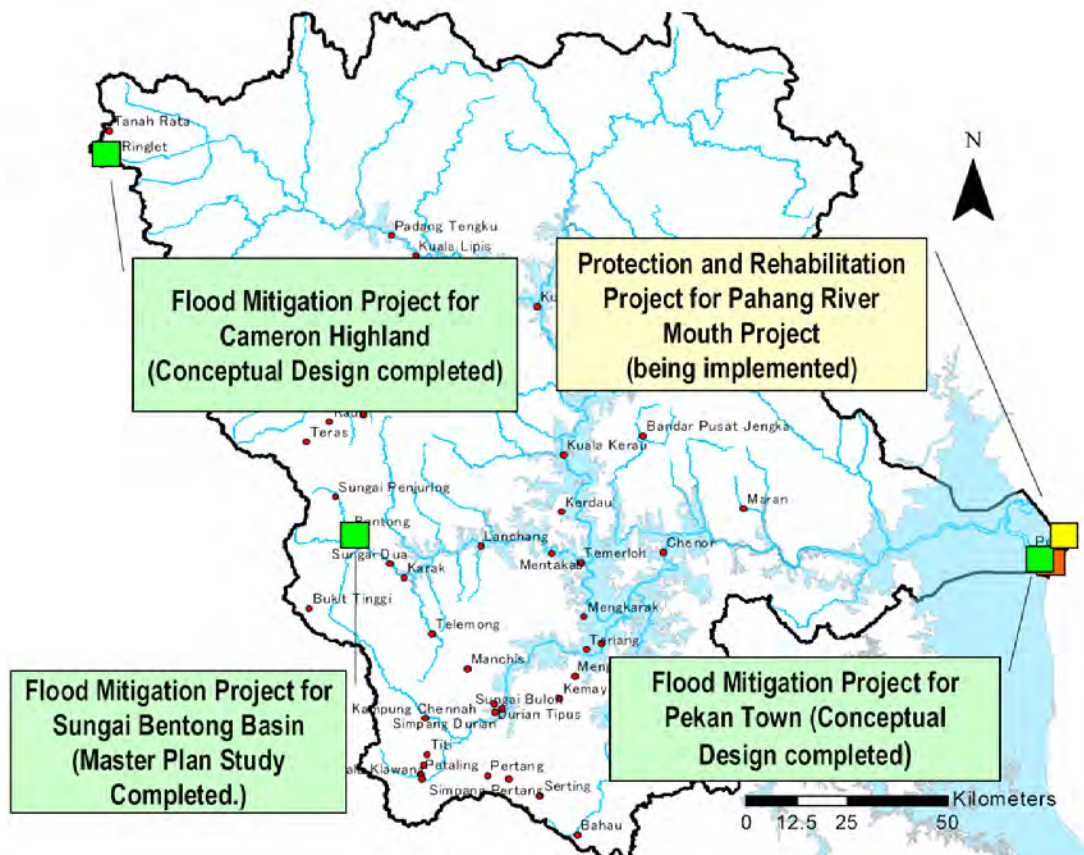 Tanah Rata
Ringlet
N
Padang Tengku
Kuala Lipis
Protection and Rehabilitation
Project for Pahang River
Mouth Project
(being implemented)
Flood Mitigation Project for
Cameron Highland
(Conceptual Design completed)
Teras
Bandar Pusat Jengka
Kuala Kerau
Sungai Penjuring
Kerdau
Maran
Bentong
Lanchang
Chenor
Sungai Dua
Mentakab
Temerloh
Karak
Bukit Tinggi
Mengkarak
Telemong
Teriang
Manchis
Flood Mitigation Project for
Sungai Bentong Basin
(Master Plan Study
Completed.)
Flood Mitigation Project for
Pekan Town (Conceptual
Design completed)
Sungai Buloh
Kampung Chennah
Durian Tipus
Simpang Durian
Titi
Petaling
Pertang
Simpang Pertang
Serting
Kilometers
0 12.5 25 50
Bahau